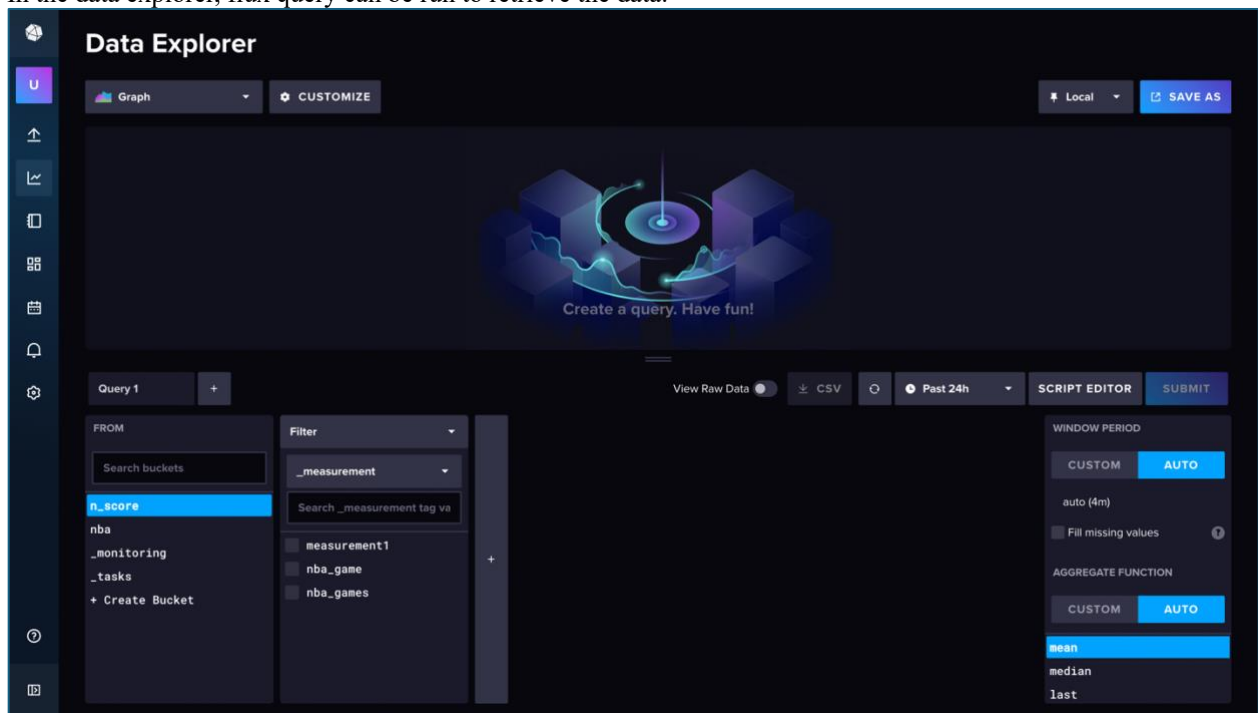 In the data explorer, flux query can be run to retrieve the data.
Data Explorer
U
Graph
CUSTOMIZE
Local
SAVE AS
Create a query. Have fun!
Query 1
+
View Raw Data
CSV
Past 24h
SCRIPT EDITOR
SUBMIT
FROM
Search buckets
n_score
nba
_monitoring
_tasks
+ Create Bucket
Filter
_measurement
Search _measurement tag va
measurement1
nba_game
nba_games
+
WINDOW PERIOD
CUSTOM
AUTO
auto (4m)
Fill missing values
AGGREGATE FUNCTION
CUSTOM
AUTO
mean
median
last